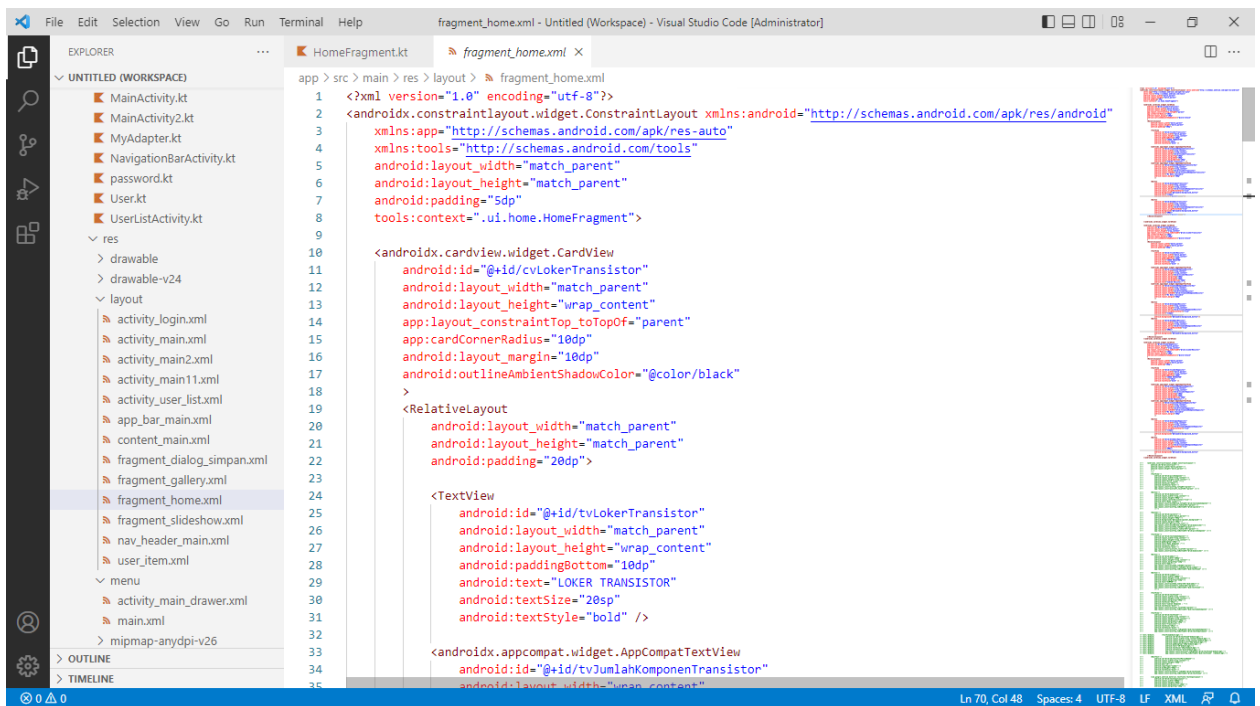 File Edit Selection View Go Run Terminal Help fragment_home.xml - Untitled (Workspace) - Visual Studio Code [Administrator]
EXPLORER
UNTITLED (WORKSPACE)
MainActivity.kt
MainActivity2.kt
MyAdapter.kt
NavigationBarActivity.kt
password.kt
User.kt
UserListActivity.kt
res
drawable
drawable-v24
layout
activity_login.xml
activity_main.xml
activity_main2.xml
activity_main11.xml
activity_user_list.xml
app_bar_main.xml
content_main.xml
fragment_dialog_simpan.xml
fragment_gallery.xml
fragment_home.xml
fragment_slideshow.xml
nav_header_main.xml
user_item.xml
menu
activity_main_drawer.xml
main.xml
mipmap-anydpi-v26
OUTLINE
TIMELINE
HomeFragment.kt fragment_home.xml
app > src > main > res > layout > fragment_home.xml
1 <?xml version="1.0" encoding="utf-8"?>
2 <androidx.constraintlayout.widget.ConstraintLayout xmlns:android="http://schemas.android.com/apk/res/android"
3 xmlns:app="http://schemas.android.com/apk/res-auto"
4 xmlns:tools="http://schemas.android.com/tools"
5 android:layout_width="match_parent"
6 android:layout_height="match_parent"
7 android:padding="5dp"
8 tools:context=".ui.home.HomeFragment">
9
10 <androidx.cardview.widget.CardView
11 android:id="@+id/cvLokerTransistor"
12 android:layout_width="match_parent"
13 android:layout_height="wrap_content"
14 app:layout_constraintTop_toTopOf="parent"
15 app:cardCornerRadius="10dp"
16 android:layout_margin="10dp"
17 android:outlineAmbientShadowColor="@color/black"
18 >
19 <RelativeLayout
20 android:layout_width="match_parent"
21 android:layout_height="match_parent"
22 android:padding="20dp">
23
24 <TextView
25 android:id="@+id/tvLokerTransistor"
26 android:layout_width="match_parent"
27 android:layout_height="wrap_content"
28 android:paddingBottom="10dp"
29 android:text="LOKER TRANSISTOR"
30 android:textSize="20sp"
31 android:textStyle="bold" />
32
33 <androidx.appcompat.widget.AppCompatTextView
34 android:id="@+id/tvJumlahKomponenTransistor"
35 android:layout_width="wrap_content"
0 0 Ln 70, Col 48 Spaces: 4 UTF-8 LF XML